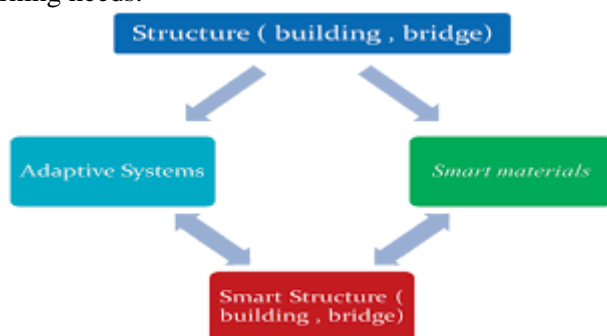 Structure ( building , bridge)
Adaptive Systems
Smart materials
Smart Structure (
building , bridge)